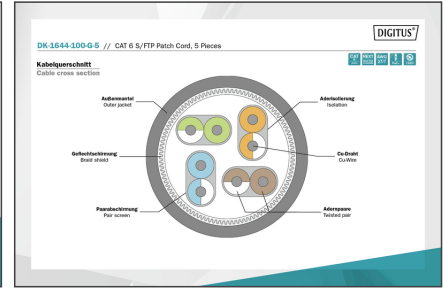 DIGITUS®
DK-1644-100-G-5 // CAT 6 S/FTP Patch Cord, 5 Pieces
Kabelquerschnitt
Cable cross section
Außenmantel
Outer jacket
Aderisolierung
Isolation
Geflechtschirmung
Braid shield
Cu-Draht
Cu-Wire
Paarabschirmung
Pair screen
Adernpaare
Twisted pair